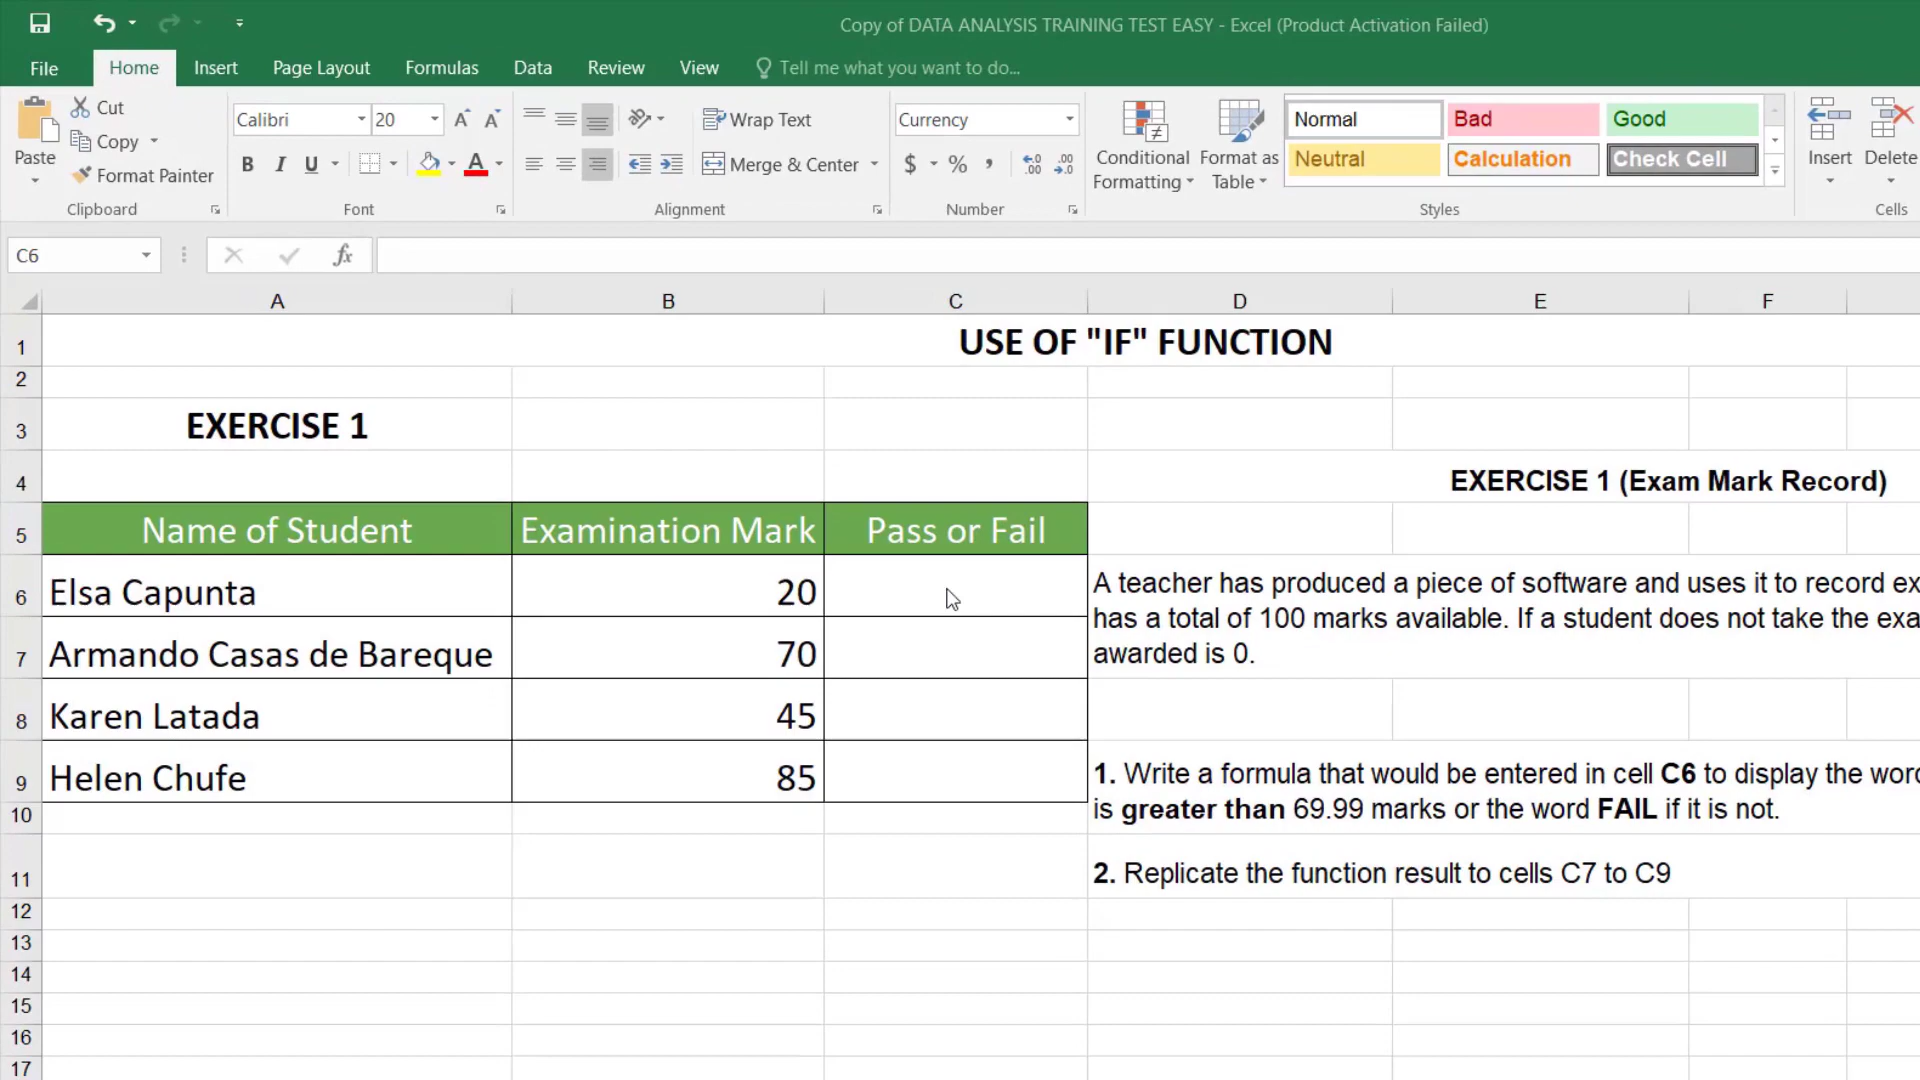 Copy of DATA ANALYSIS TRAINING TEST EASY - Excel (Product Activation Failed)
File Home Insert Page Layout Formulas Data Review View Tell me what you want to do...
Paste
Cut
Copy
Format Painter
Clipboard
Calibri 20
B I U
Font
Wrap Text
Merge & Center
Alignment
Currency
$ % ,
Number
Conditional Formatting
Format as Table
Normal Bad Good
Neutral Calculation Check Cell
Styles
Insert Delete
Cells
C6 fx
A B C D E F
1 USE OF "IF" FUNCTION
2
3 EXERCISE 1
4 EXERCISE 1 (Exam Mark Record)
5 Name of Student Examination Mark Pass or Fail
6 Elsa Capunta 20
7 Armando Casas de Bareque 70
8 Karen Latada 45
9 Helen Chufe 85
A teacher has produced a piece of software and uses it to record ex
has a total of 100 marks available. If a student does not take the exa
awarded is 0.
1. Write a formula that would be entered in cell C6 to display the word
is greater than 69.99 marks or the word FAIL if it is not.
10
11 2. Replicate the function result to cells C7 to C9
12
13
14
15
16
17